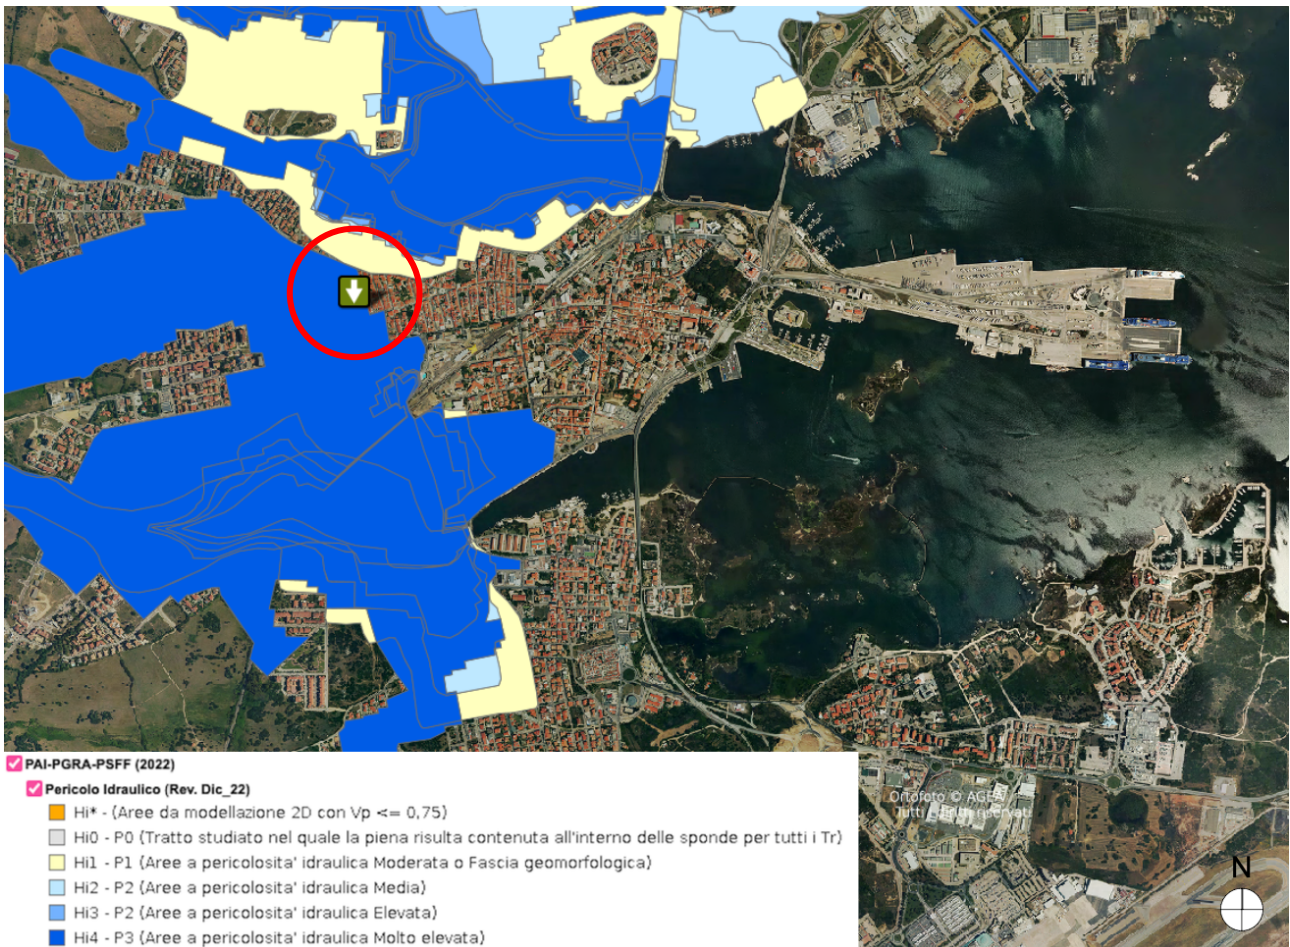 PAI-PGRA-PSFF (2022)
Pericolo Idraulico (Rev. Dic_22)
Hi* - (Aree da modellazione 2D con Vp <= 0,75)
Hi0 - P0 (Tratto studiato nel quale la piena risulta contenuta all'interno delle sponde per tutti i Tr)
Hi1 - P1 (Aree a pericolosita' idraulica Moderata o Fascia geomorfologica)
Hi2 - P2 (Aree a pericolosita' idraulica Media)
Hi3 - P2 (Aree a pericolosita' idraulica Elevata)
Hi4 - P3 (Aree a pericolosita' idraulica Molto elevata)
Ortofoto © AGEA
Tutti i diritti riservati
N